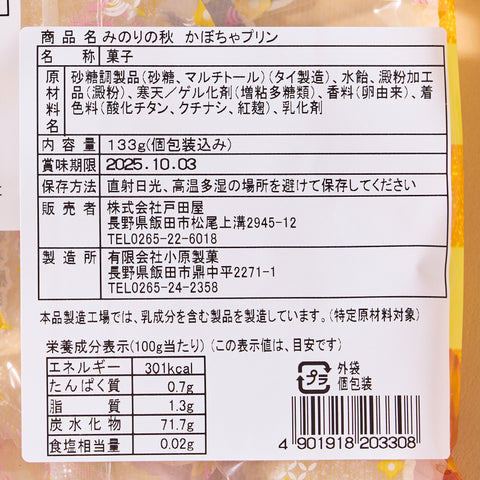 商品名 みのりの秋 かぼちゃプリン
名称 菓子
原材料名 砂糖調製品(砂糖、マルチトール)(タイ製造)、水飴、澱粉加工
品(澱粉)、寒天/ゲル化剤(増粘多糖類)、香料(卵由来)、着
色料(酸化チタン、クチナシ、紅麹)、乳化剤
内容量 133g(個包装込み)
賞味期限 2025.10.03
保存方法 直射日光、高温多湿の場所を避けて保存してください
販売者 株式会社戸田屋
長野県飯田市松尾上溝2945-12
TEL0265-22-6018
製造所 有限会社小原製菓
長野県飯田市鼎中平2271-1
TEL0265-24-2358
本品製造工場では、乳成分を含む製品を製造しています。(特定原材料対象)
栄養成分表示(100g当たり)(この表示値は、目安です)
エネルギー 301kcal
たんぱく質 0.7g
脂質 1.3g
炭水化物 71.7g
食塩相当量 0.02g
プラ
外袋
個包装
4 901918 203308